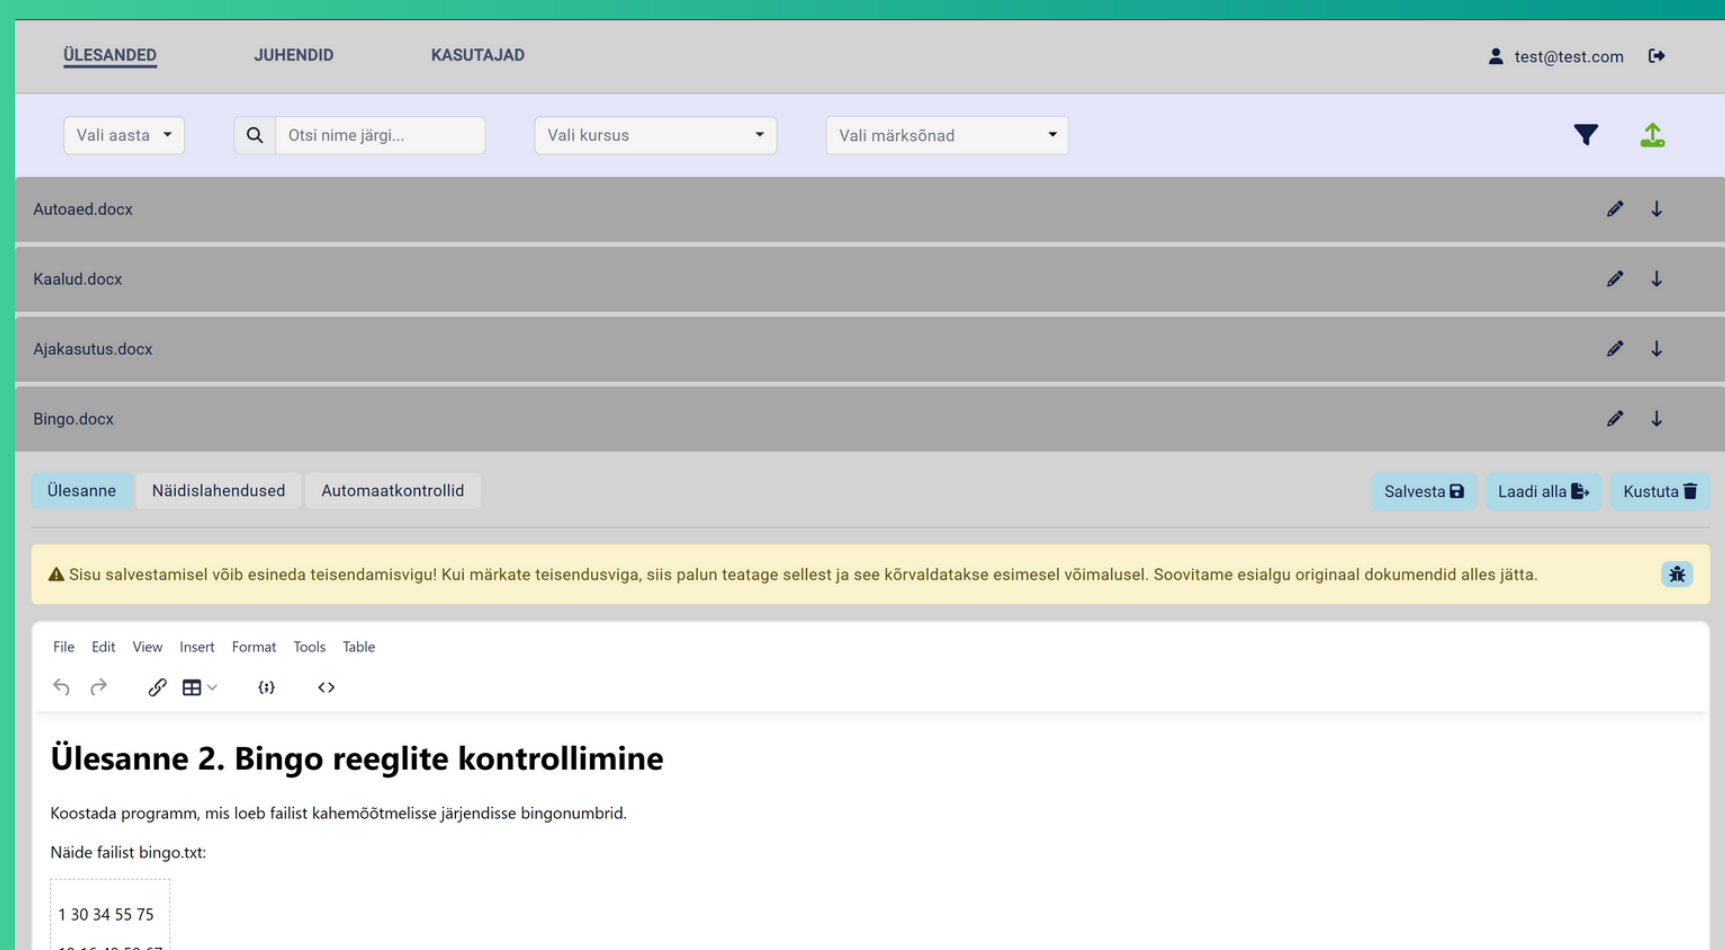 ÜLESANDED JUHENDID KASUTAJAD test@test.com
Vali aasta Otsi nime järgi... Vali kursus Vali märksõnad
Autoaed.docx
Kaalud.docx
Ajakasutus.docx
Bingo.docx
Ülesanne Näidislahendused Automaatkontrollid Salvesta Laadi alla Kustuta
Sisu salvestamisel võib esineda teisendamisvigu! Kui märkate teisendusviga, siis palun teatage sellest ja see kõrvaldatakse esimesel võimalusel. Soovitame esialgu originaal dokumendid alles jätta.
File Edit View Insert Format Tools Table
Ülesanne 2. Bingo reeglite kontrollimine
Koostada programm, mis loeb failist kahemõõtmelisse järjendisse bingonumbrid.
Näide failist bingo.txt:
1 30 34 55 75